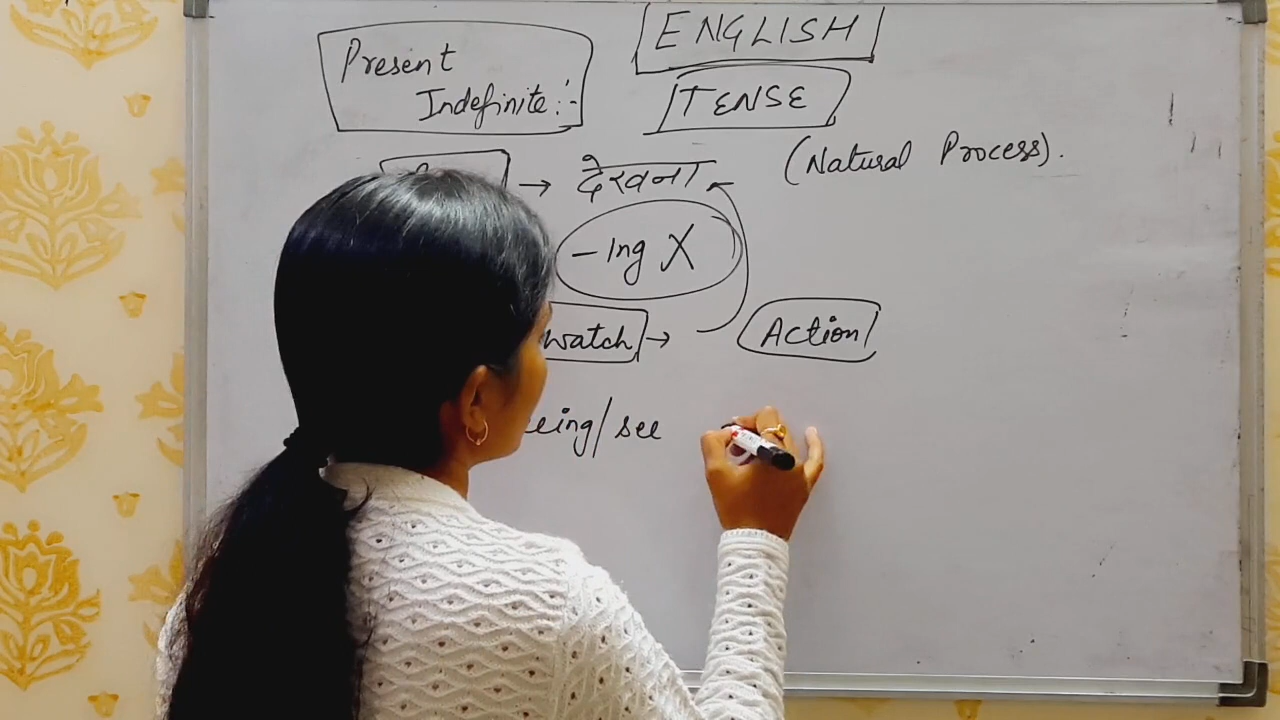 ENGLISH
TENSE
Present
Indefinite :-
→ देखना (Natural Process).
- Ing X
watch → Action
eing/see